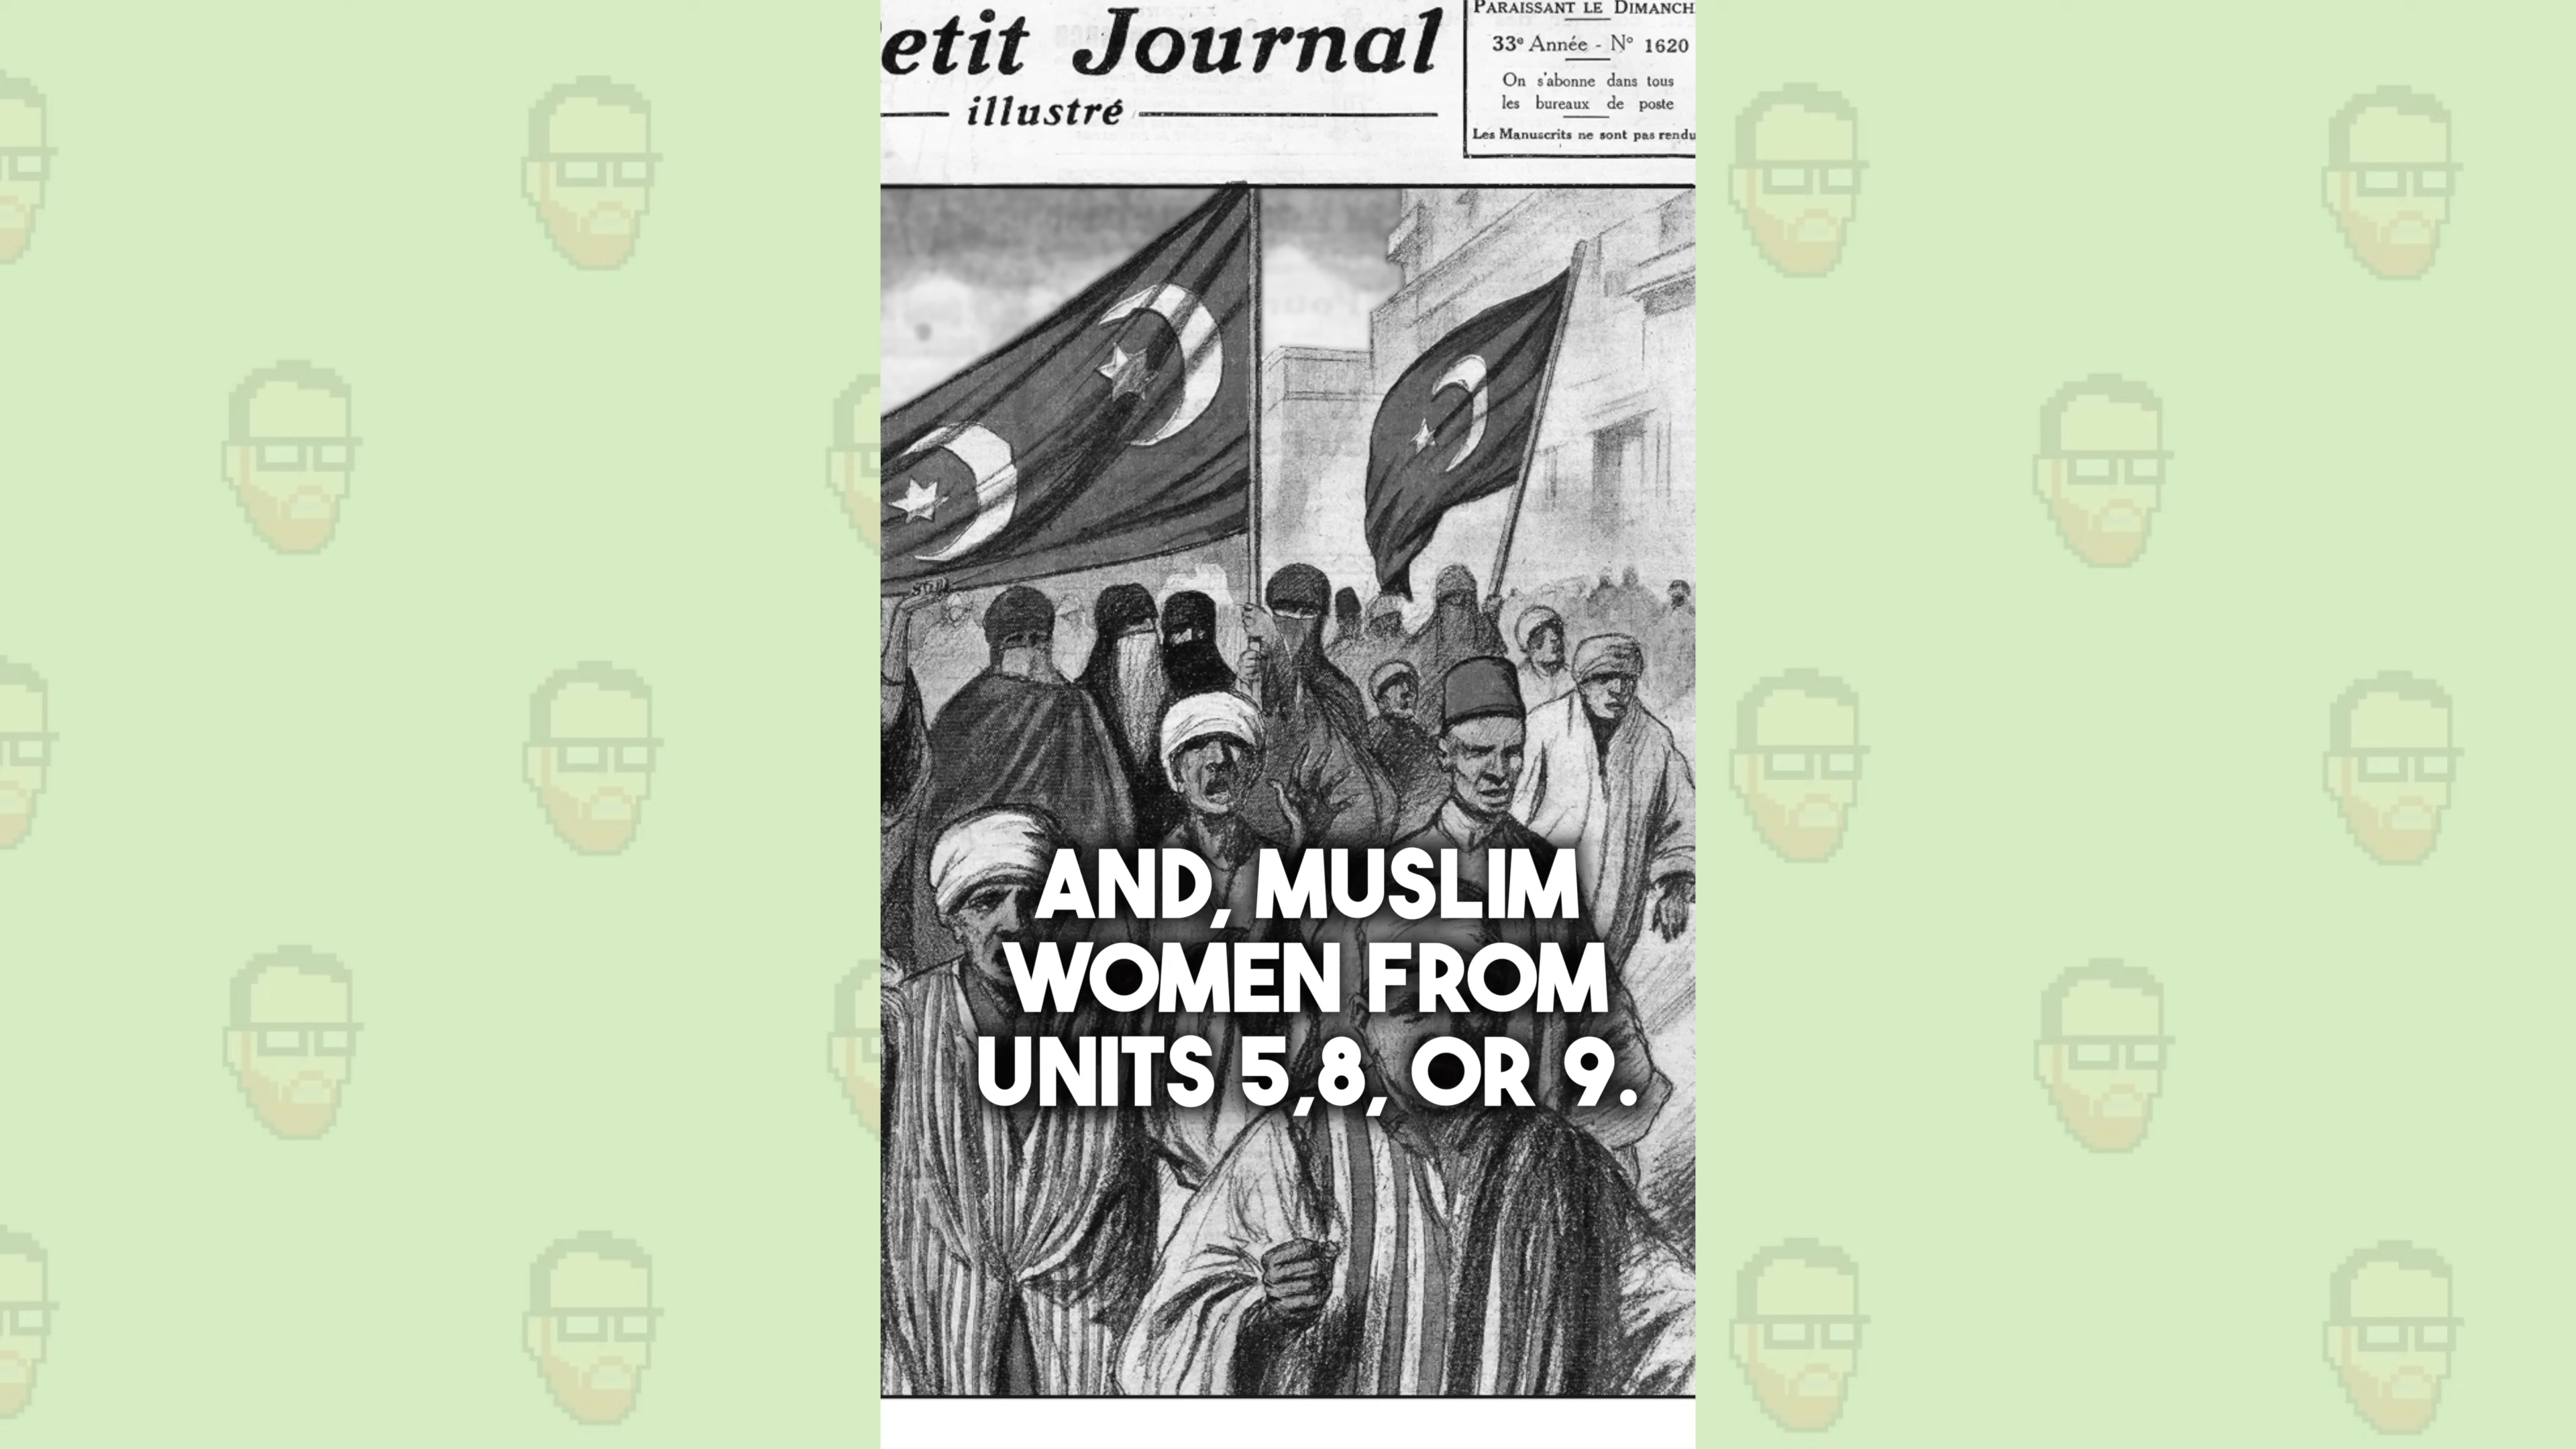 etit Journal
illustré
PARAISSANT LE DIMANCH
33e Année - N° 1620
On s'abonne dans tous
les bureaux de poste
Les Manuscrits ne sont pas rendu
AND, MUSLIM
WOMEN FROM
UNITS 5,8, OR 9.